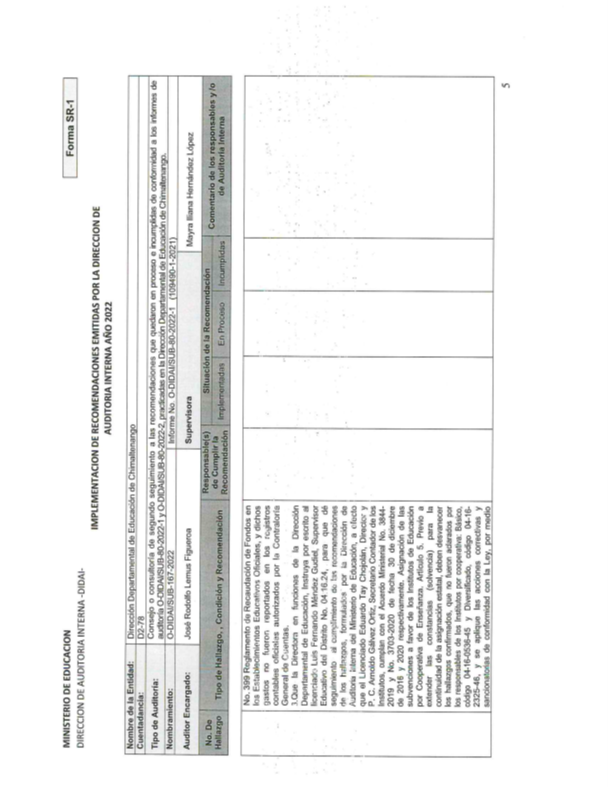 MINISTERIO DE EDUCACION
DIRECCION DE AUDITORIA INTERNA -DIDAI-
Forma SR-1
IMPLEMENTACION DE RECOMENDACIONES EMITIDAS POR LA DIRECCION DE
AUDITORIA INTERNA AÑO 2022
Nombre de la Entidad: Dirección Departamental de Educación de Chimaltenango
Cuentadancia: D2-78
Tipo de Auditoría: Consejo o consultoría de segundo seguimiento a las recomendaciones que quedaron en proceso e incumplidas de conformidad a los informes de
auditoría O-DIDAI/SUB-80-2022-1 y O-DIDAI/SUB-80-2022-2, practicadas en la Dirección Departamental de Educación de Chimaltenango.
Nombramiento: O-DIDAI/SUB-167-2022 Informe No. O-DIDAI/SUB-80-2022-1 (109490-1-2021)
Auditor Encargado: José Rodolfo Lemus Figueroa Supervisora Mayra Iliana Hernández López
No. De Hallazgo
Tipo de Hallazgo, , Condición y Recomendación
Responsable(s) de Cumplir la Recomendación
Situación de la Recomendación
Implementadas En Proceso Incumplidas
Comentario de los responsables y/o de Auditoría Interna
No. 399 Reglamento de Recaudación de Fondos en
los Establecimientos Educativos Oficiales, y dichos
gastos no fueron reportados en los registros
contables oficiales autorizados por la Contraloría
General de Cuentas.
1.Que la Directora en funciones de la Dirección
Departamental de Educación, instruya por escrito al
licenciado Luis Fernando Méndez Gudiel, Supervisor
Educativo del Distrito No. 04.16.24, para que dé
seguimiento al cumplimiento de las recomendaciones
de los hallazgos, formulados por la Dirección de
Auditoría Interna del Ministerio de Educación, a efecto
que el Licenciado Eduardo Tay Chojolán, Director y
P. C. Arnoldo Gálvez Ortiz, Secretario Contador de los
Institutos, cumplan con el Acuerdo Ministerial No. 3844-
2019 y No. 3703-2020 de fecha 30 de diciembre
de 2016 y 2020 respectivamente. Asignación de las
subvenciones a favor de los Institutos de Educación
por Cooperativa de Enseñanza. Artículo 5. Previo a
extender las constancias (solvencia) para la
continuidad de la asignación estatal, deben desvanecer
los hallazgos confirmados, que no fueron aclarados por
los responsables de los Institutos por cooperativa: Básico,
código 04-16-0536-45 y Diversificado, código 04-16-
2325-46, y se aplique las acciones correctivas y
sancionatorias de conformidad con la Ley, por medio
5